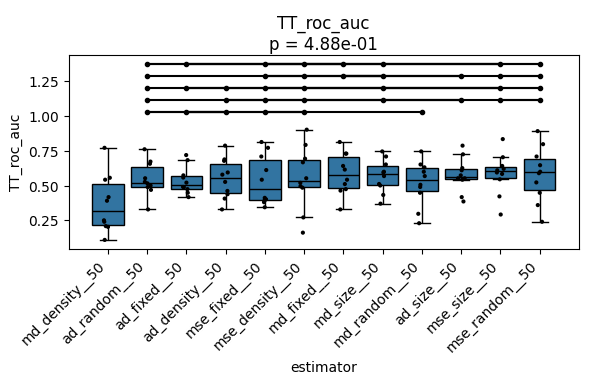 TT_roc_auc
p = 4.88e-01
TT_roc_auc
1.25
1.00
0.75
0.50
0.25
md_density__50
ad_random__50
ad_fixed__50
ad_density__50
mse_fixed__50
mse_density__50
md_fixed__50
md_size__50
md_random__50
ad_size__50
mse_size__50
mse_random__50
estimator